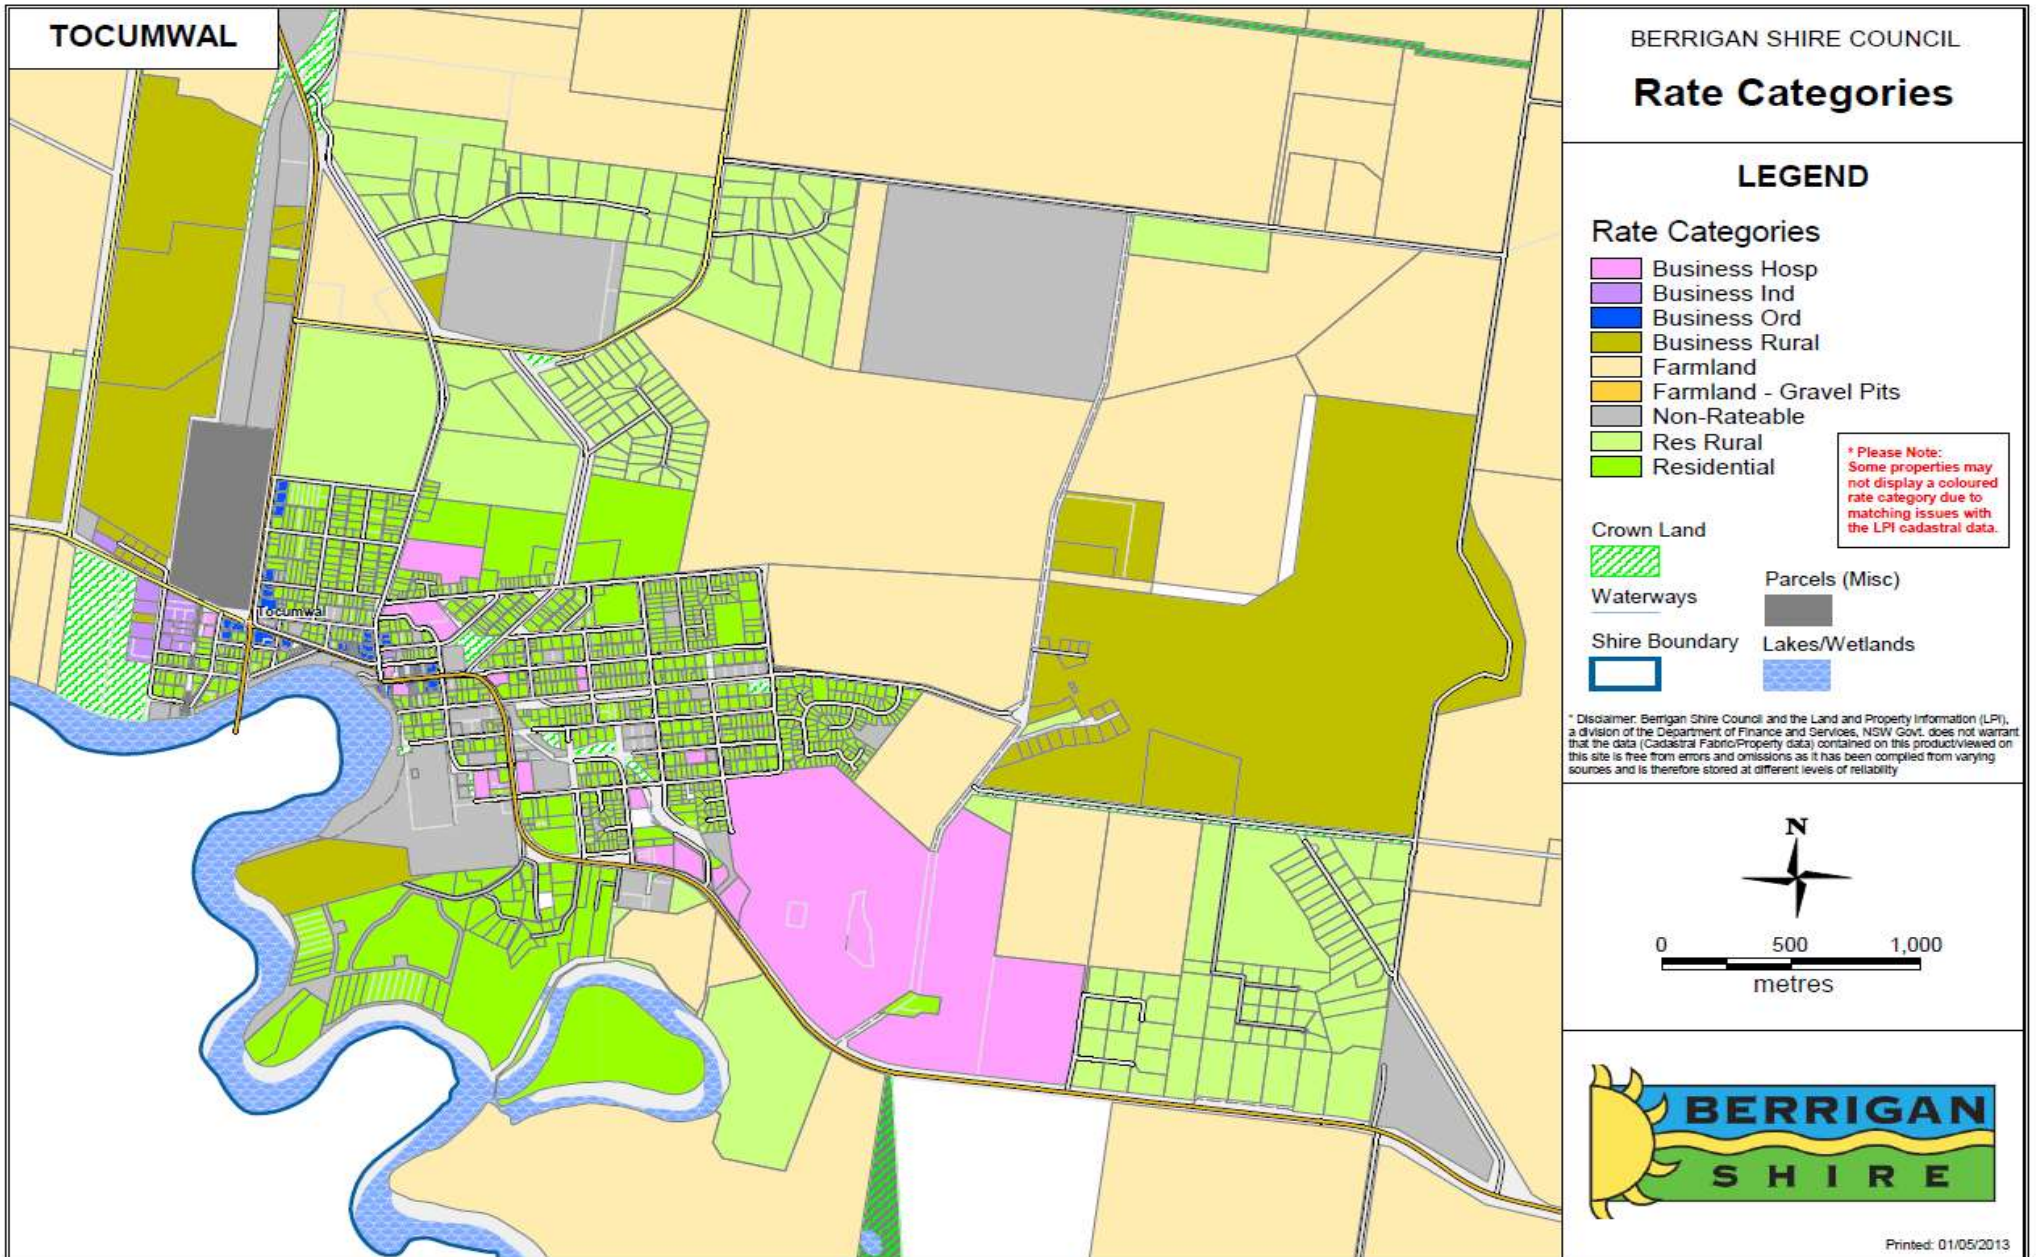 TOCUMWAL
Tocumwal
BERRIGAN SHIRE COUNCIL
Rate Categories
LEGEND
Rate Categories
Business Hosp
Business Ind
Business Ord
Business Rural
Farmland
Farmland - Gravel Pits
Non-Rateable
Res Rural
Residential
* Please Note:
Some properties may
not display a coloured
rate category due to
matching issues with
the LPI cadastral data.
Crown Land
Waterways
Shire Boundary
Parcels (Misc)
Lakes/Wetlands
* Disclaimer: Berrigan Shire Council and the Land and Property Information (LPI),
a division of the Department of Finance and Services, NSW Govt. does not warrant
that the data (Cadastral Fabric/Property data) contained on this product/viewed on
this site is free from errors and omissions as it has been compiled from varying
sources and is therefore stored at different levels of reliability
N
0 500 1,000
metres
BERRIGAN
SHIRE
Printed: 01/05/2013